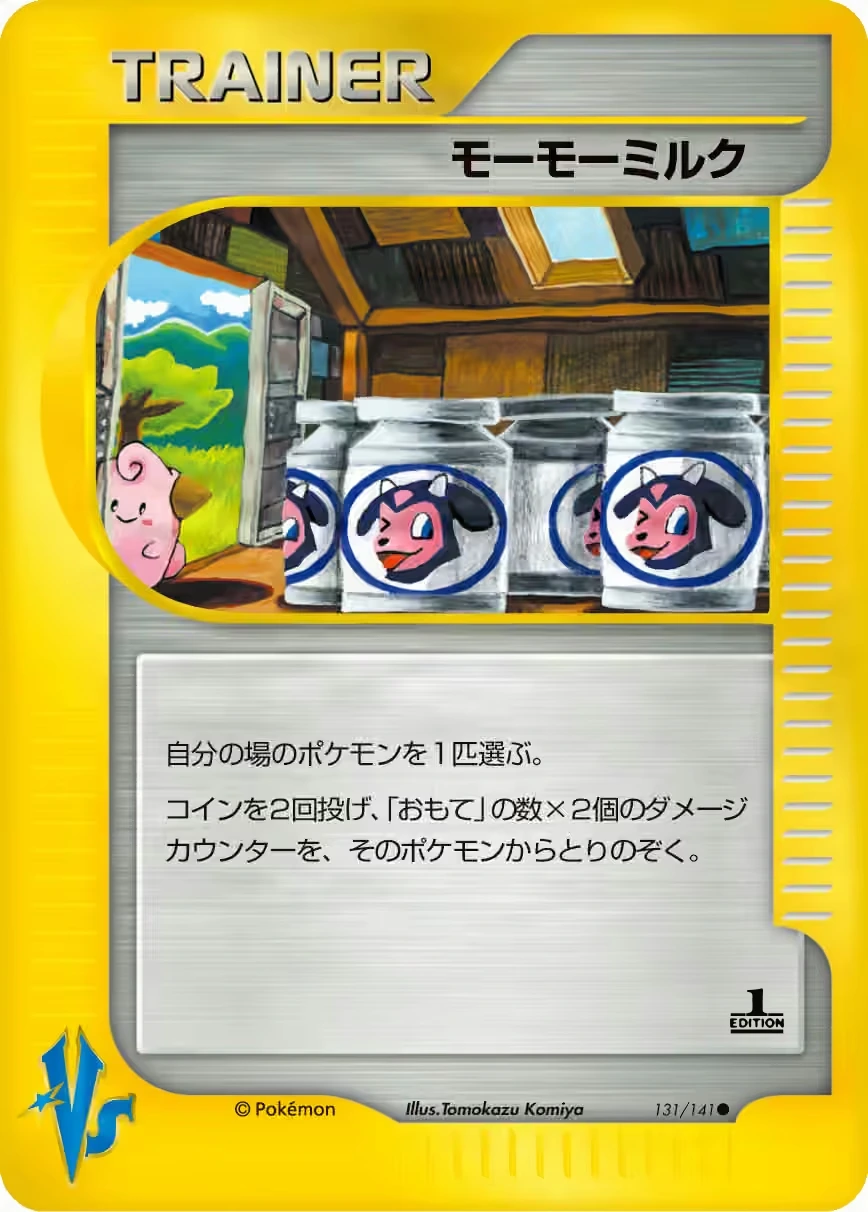 TRAINER
モーモーミルク
自分の場のポケモンを1匹選ぶ。
コインを2回投げ、「おもて」の数×2個のダメージ
カウンターを、そのポケモンからとりのぞく。
1
EDITION
VS
© Pokémon Illus.Tomokazu Komiya 131/141●